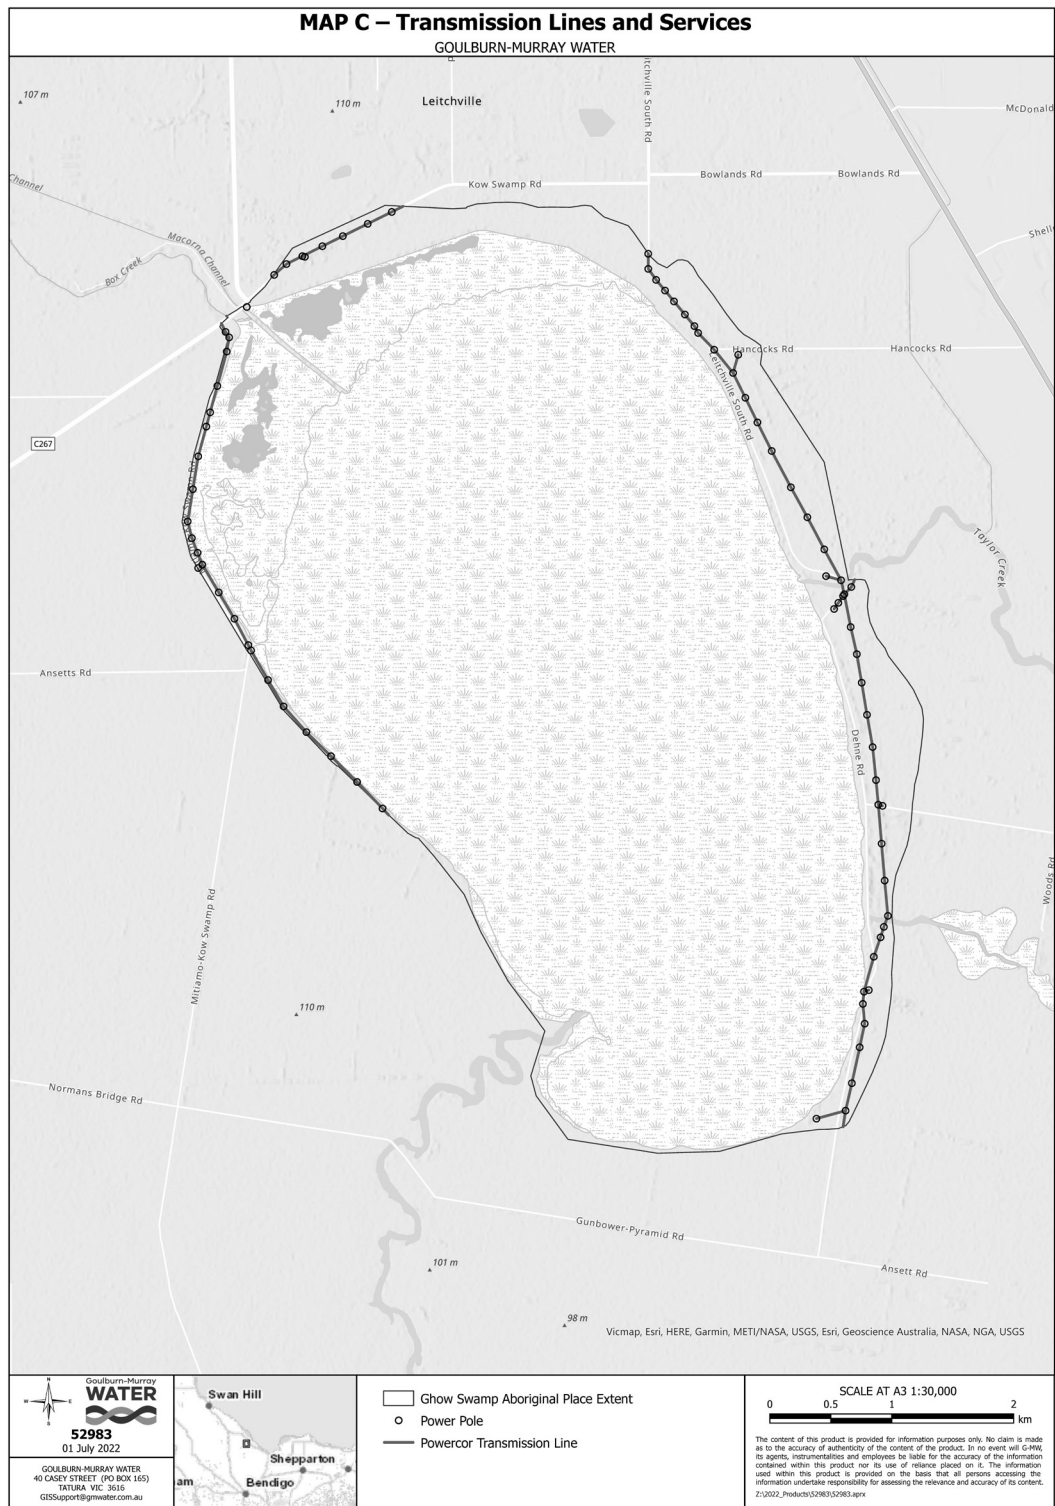 MAP C – Transmission Lines and Services
GOULBURN-MURRAY WATER
107 m
110 m
Leitchville
Leitchville South Rd
McDonald
Bowlands Rd
Bowlands Rd
Channel
Kow Swamp Rd
Macorna Channel
Box Creek
Shell
Hancocks Rd
Hancocks Rd
Leitchville South Rd
C267
Taylor Creek
Ansetts Rd
Dehne Rd
Woods Rd
Mitiamo-Kow Swamp Rd
110 m
Normans Bridge Rd
Gunbower-Pyramid Rd
Ansett Rd
101 m
98 m
Vicmap, Esri, HERE, Garmin, METI/NASA, USGS, Esri, Geoscience Australia, NASA, NGA, USGS
N
W
E
S
Goulburn-Murray
WATER
52983
01 July 2022
GOULBURN-MURRAY WATER
40 CASEY STREET (PO BOX 165)
TATURA VIC 3616
GISSupport@gmwater.com.au
Swan Hill
Shepparton
am
Bendigo
Ghow Swamp Aboriginal Place Extent
Power Pole
Powercor Transmission Line
SCALE AT A3 1:30,000
0 0.5 1 2
km
The content of this product is provided for information purposes only. No claim is made
as to the accuracy of authenticity of the content of the product. In no event will G-MW,
its agents, instrumentalities and employees be liable for the accuracy of the information
contained within this product nor its use of reliance placed on it. The information
used within this product is provided on the basis that all persons accessing the
information undertake responsibility for assessing the relevance and accuracy of its content.
Z:\2022_Products\52983\52983.aprx